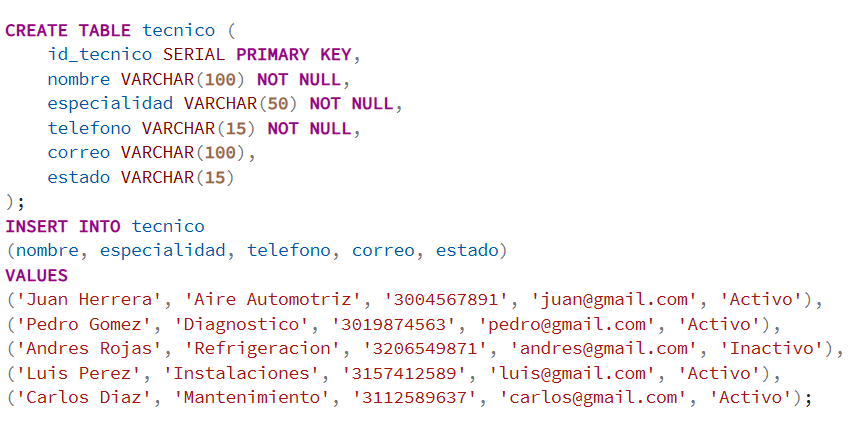 CREATE TABLE tecnico (
    id_tecnico SERIAL PRIMARY KEY,
    nombre VARCHAR(100) NOT NULL,
    especialidad VARCHAR(50) NOT NULL,
    telefono VARCHAR(15) NOT NULL,
    correo VARCHAR(100),
    estado VARCHAR(15)
);
INSERT INTO tecnico
(nombre, especialidad, telefono, correo, estado)
VALUES
('Juan Herrera', 'Aire Automotriz', '3004567891', 'juan@gmail.com', 'Activo'),
('Pedro Gomez', 'Diagnostico', '3019874563', 'pedro@gmail.com', 'Activo'),
('Andres Rojas', 'Refrigeracion', '3206549871', 'andres@gmail.com', 'Inactivo'),
('Luis Perez', 'Instalaciones', '3157412589', 'luis@gmail.com', 'Activo'),
('Carlos Diaz', 'Mantenimiento', '3112589637', 'carlos@gmail.com', 'Activo');